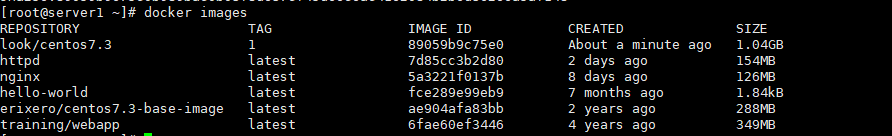 [root@server1 ~]# docker images
REPOSITORY TAG IMAGE ID CREATED SIZE
look/centos7.3 1 89059b9c75e0 About a minute ago 1.04GB
httpd latest 7d85cc3b2d80 2 days ago 154MB
nginx latest 5a3221f0137b 8 days ago 126MB
hello-world latest fce289e99eb9 7 months ago 1.84kB
erixero/centos7.3-base-image latest ae904afa83bb 2 years ago 288MB
training/webapp latest 6fae60ef3446 4 years ago 349MB